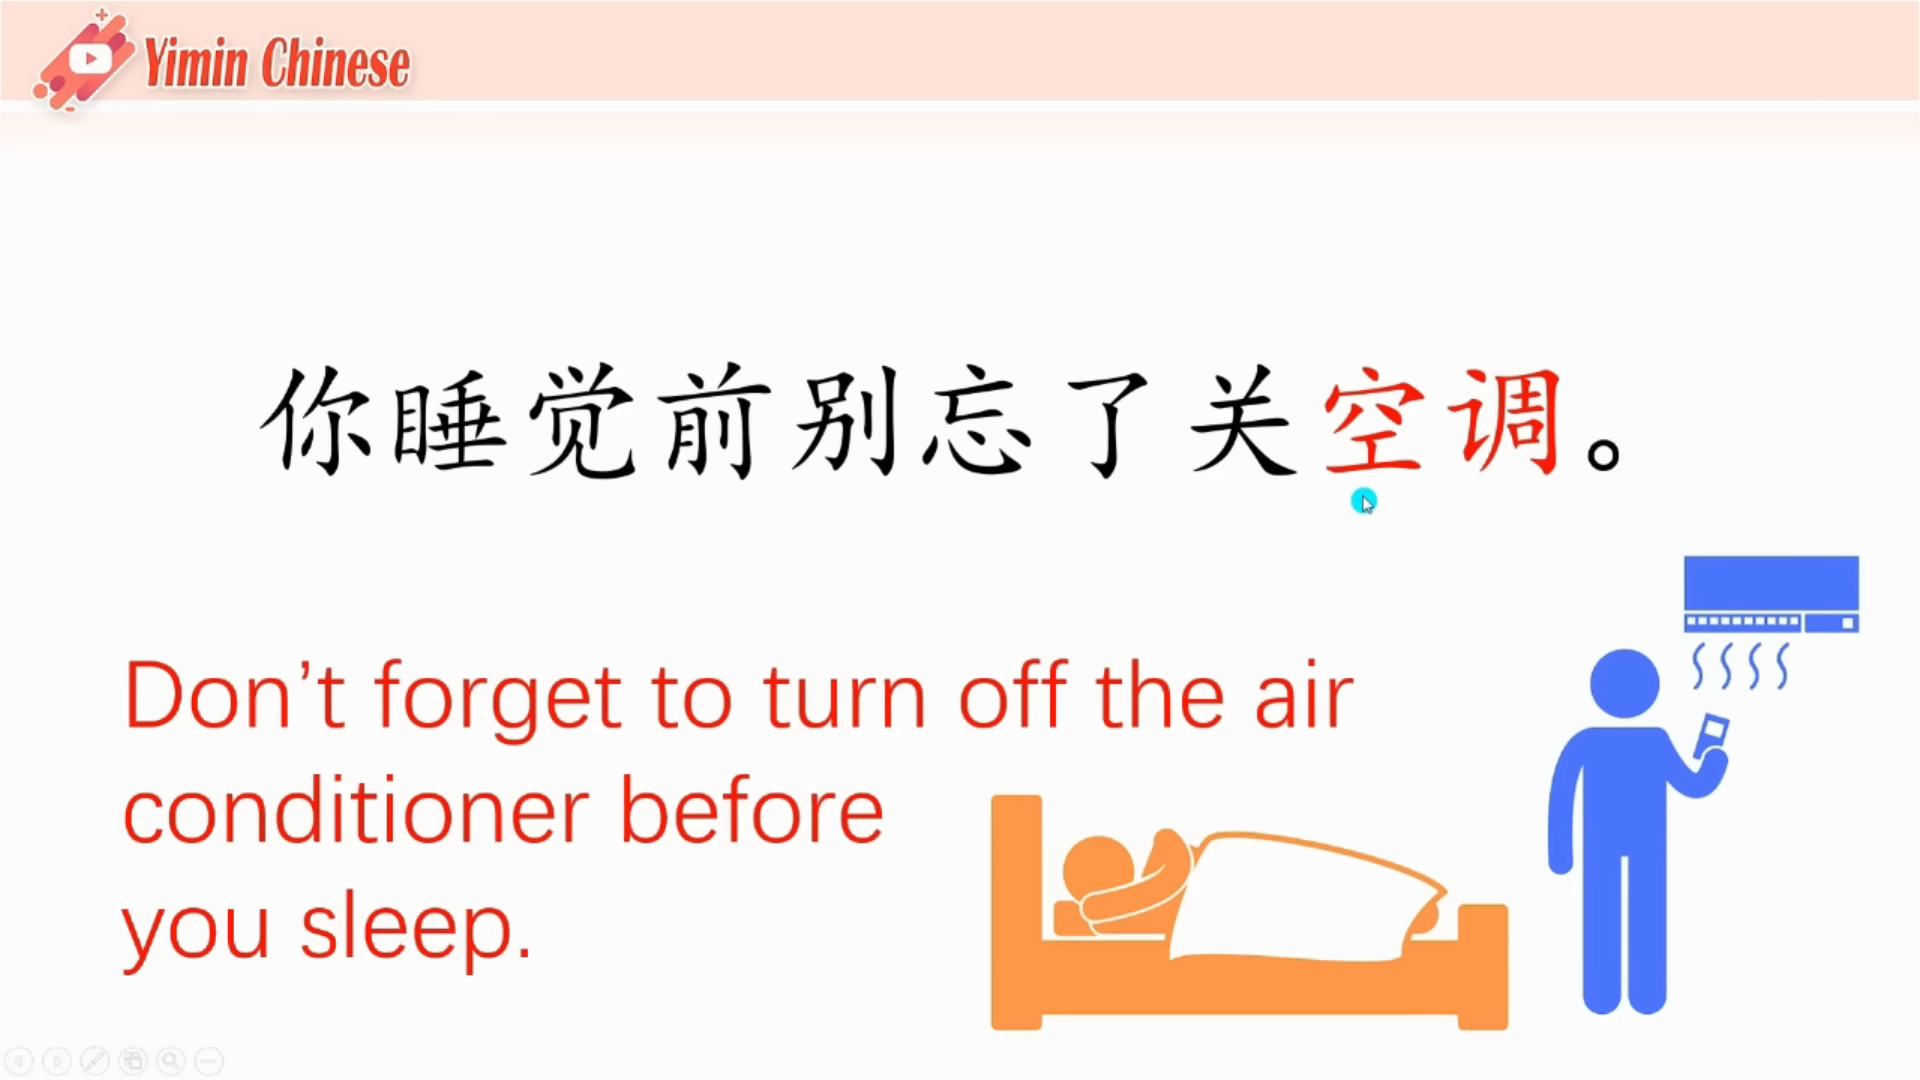 Yimin Chinese
你睡觉前别忘了关空调。
Don’t forget to turn off the air
conditioner before
you sleep.